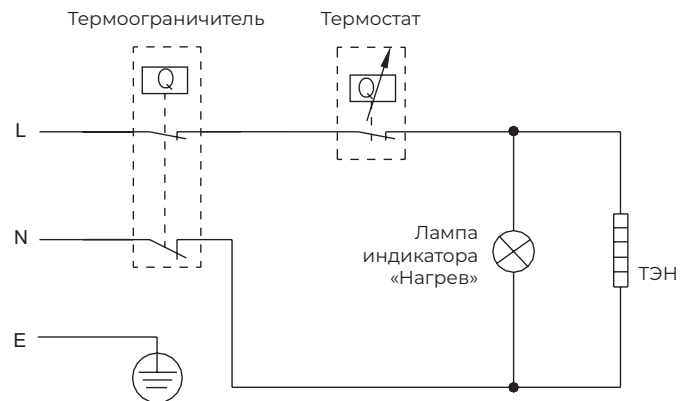 Термоограничитель
Термостат
Q
Q
L
N
Лампа
индикатора
«Нагрев»
ТЭН
E